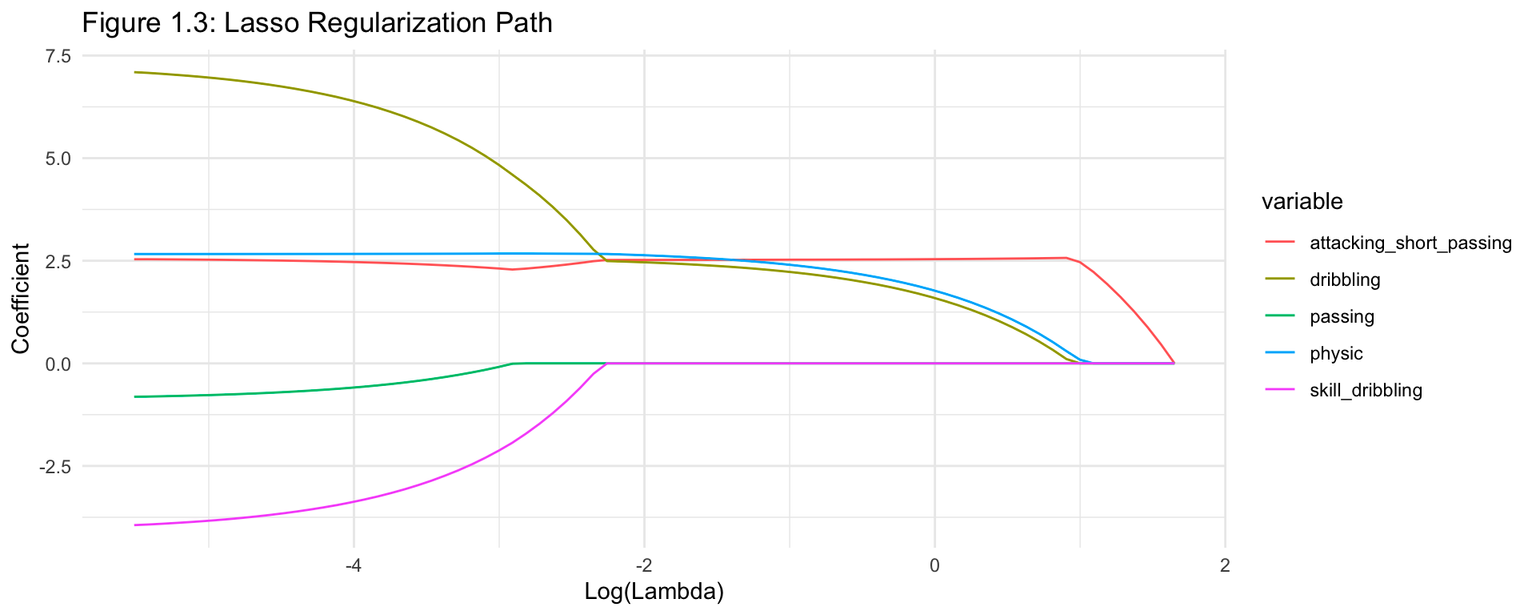 Figure 1.3: Lasso Regularization Path
7.5
5.0
2.5
0.0
-2.5
Coefficient
-4
-2
0
2
Log(Lambda)
variable
attacking_short_passing
dribbling
passing
physic
skill_dribbling